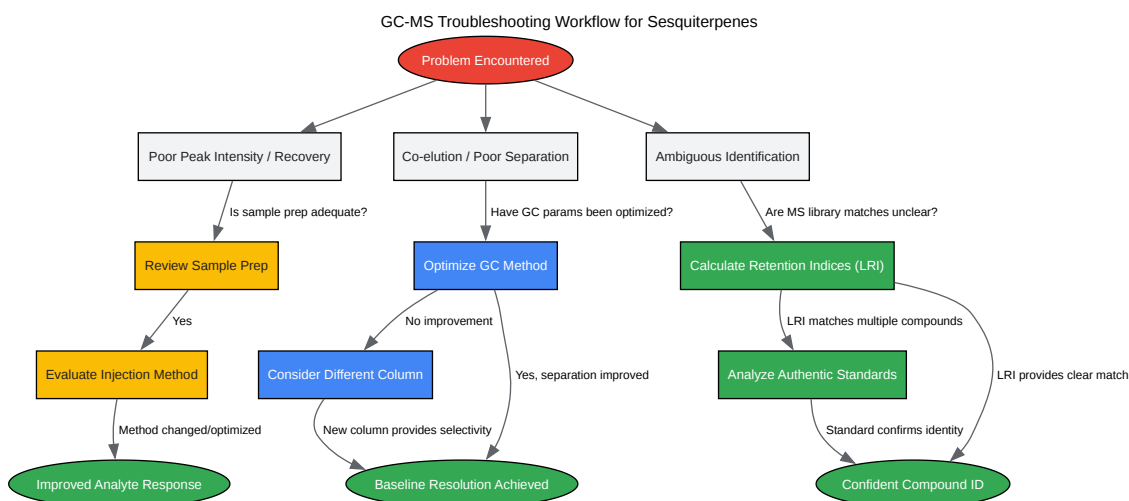 GC-MS Troubleshooting Workflow for Sesquiterpenes
Problem Encountered
Poor Peak Intensity / Recovery
Co-elution / Poor Separation
Ambiguous Identification
Is sample prep adequate?
Have GC params been optimized?
Are MS library matches unclear?
Review Sample Prep
Optimize GC Method
Calculate Retention Indices (LRI)
Yes
No improvement
LRI matches multiple compounds
Evaluate Injection Method
Consider Different Column
Yes, separation improved
Analyze Authentic Standards
LRI provides clear match
Method changed/optimized
New column provides selectivity
Standard confirms identity
Improved Analyte Response
Baseline Resolution Achieved
Confident Compound ID